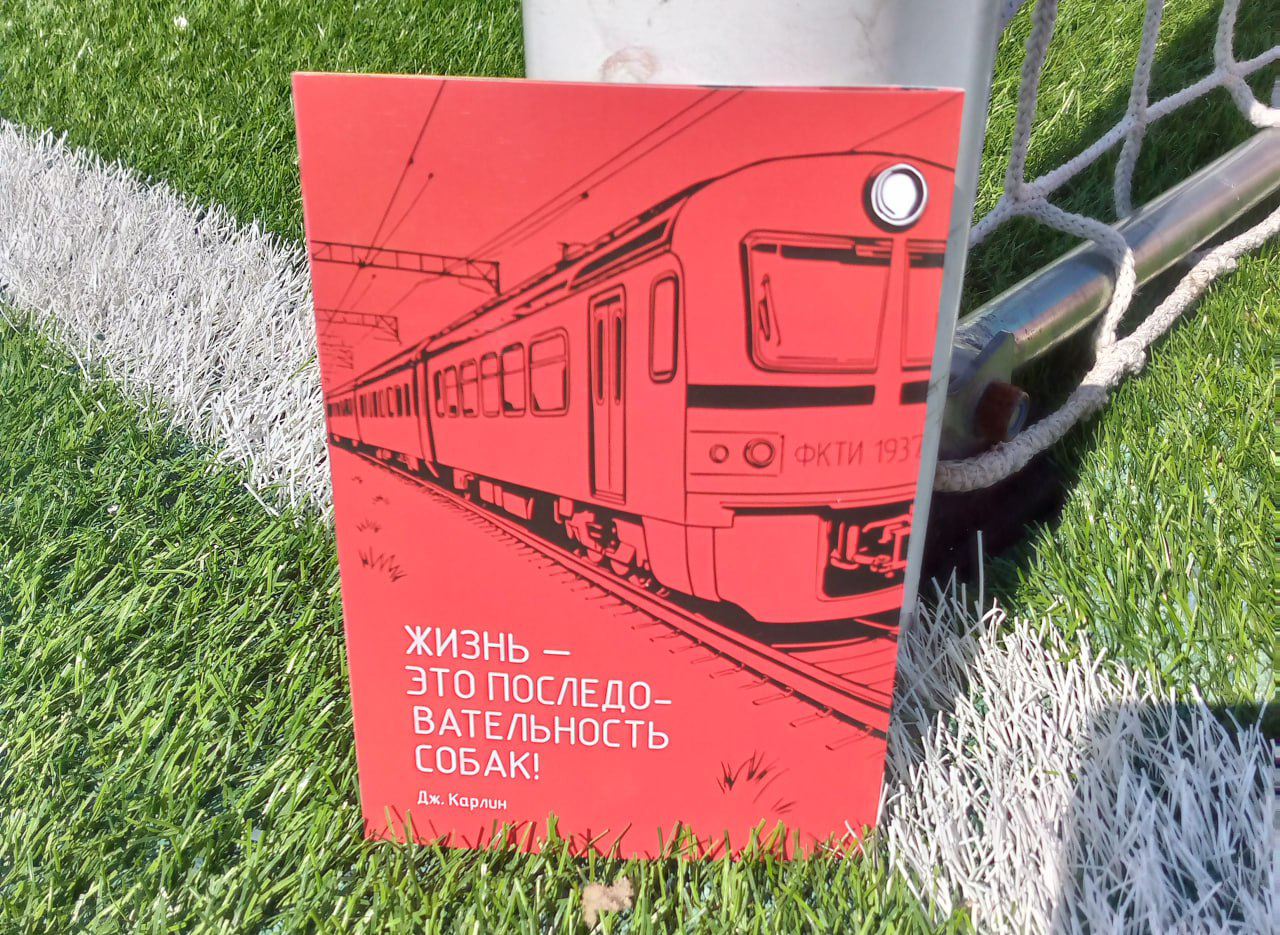 ФКТИ 1937
ЖИЗНЬ –
ЭТО ПОСЛЕДО-
ВАТЕЛЬНОСТЬ
СОБАК!
Дж. Карлин